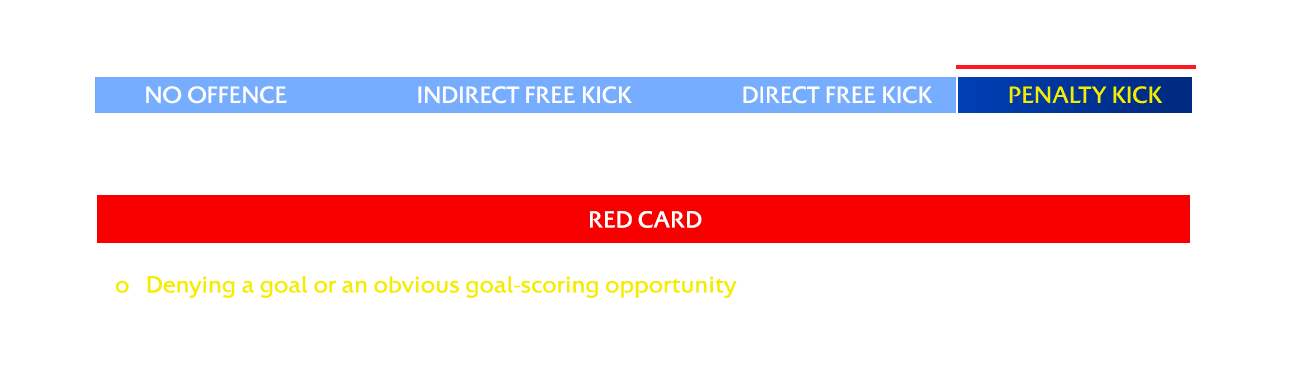 NO OFFENCE INDIRECT FREE KICK DIRECT FREE KICK PENALTY KICK
RED CARD
o Denying a goal or an obvious goal-scoring opportunity